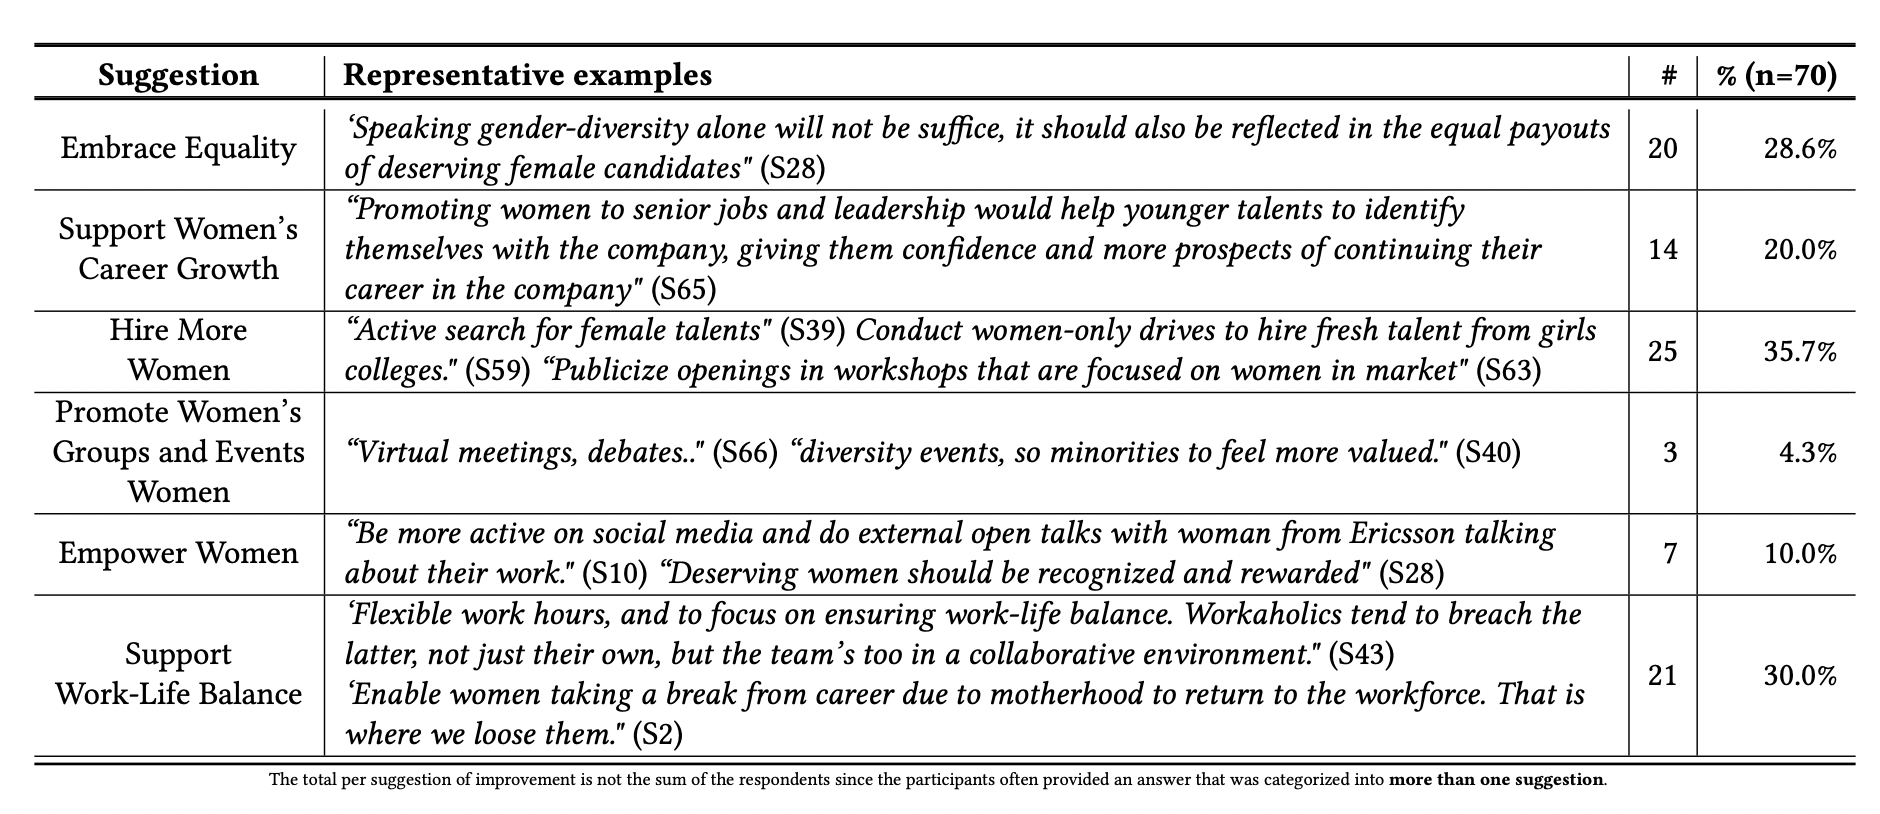 Suggestion Representative examples # % (n=70)
Embrace Equality
‘Speaking gender-diversity alone will not be suffice, it should also be reflected in the equal payouts
of deserving female candidates" (S28)
20 28.6%
Support Women’s
Career Growth
“Promoting women to senior jobs and leadership would help younger talents to identify
themselves with the company, giving them confidence and more prospects of continuing their
career in the company" (S65)
14 20.0%
Hire More
Women
“Active search for female talents" (S39) Conduct women-only drives to hire fresh talent from girls
colleges." (S59) “Publicize openings in workshops that are focused on women in market" (S63)
25 35.7%
Promote Women’s
Groups and Events
Women
“Virtual meetings, debates.." (S66) “diversity events, so minorities to feel more valued." (S40)
3 4.3%
Empower Women
“Be more active on social media and do external open talks with woman from Ericsson talking
about their work." (S10) “Deserving women should be recognized and rewarded" (S28)
7 10.0%
Support
Work-Life Balance
‘Flexible work hours, and to focus on ensuring work-life balance. Workaholics tend to breach the
latter, not just their own, but the team’s too in a collaborative environment." (S43)
‘Enable women taking a break from career due to motherhood to return to the workforce. That is
where we loose them." (S2)
21 30.0%
The total per suggestion of improvement is not the sum of the respondents since the participants often provided an answer that was categorized into more than one suggestion.